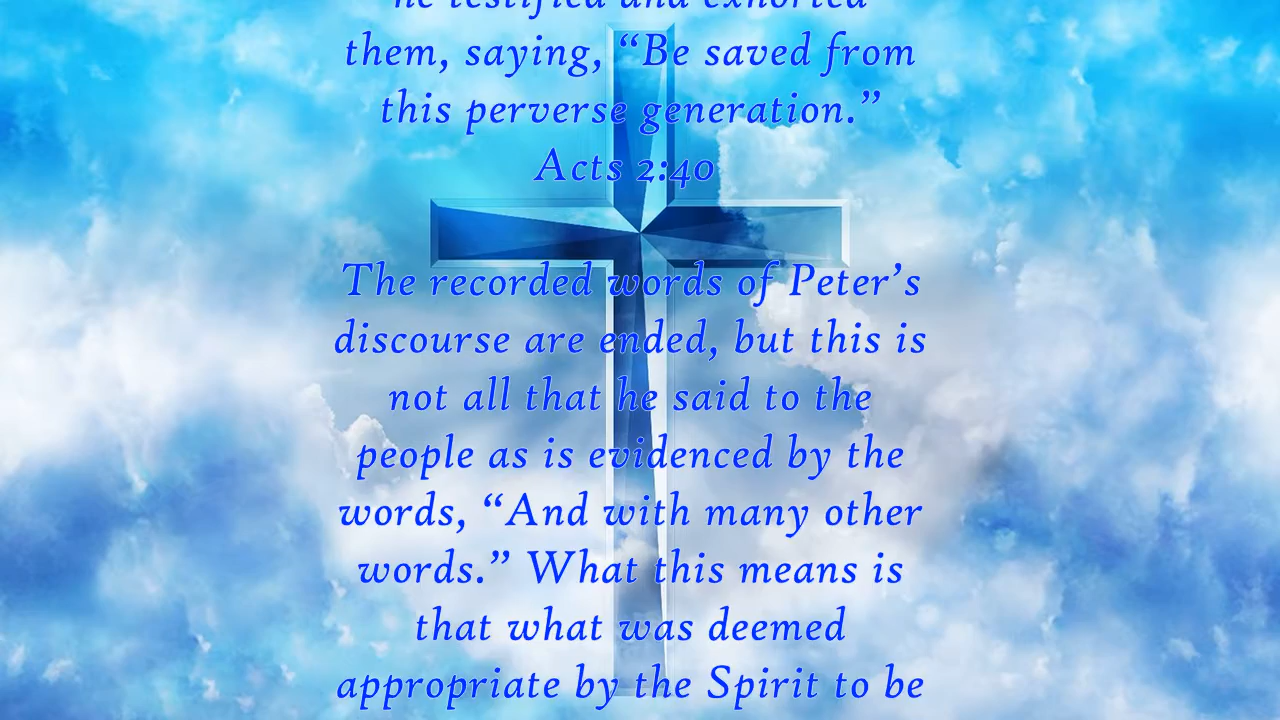 he testified and exhorted
them, saying, “Be saved from
this perverse generation.”
Acts 2:40
The recorded words of Peter’s
discourse are ended, but this is
not all that he said to the
people as is evidenced by the
words, “And with many other
words.” What this means is
that what was deemed
appropriate by the Spirit to be